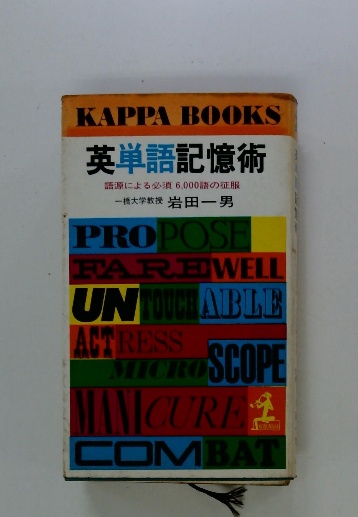 KAPPA BOOKS
英単語記憶術
語源による必須 6,000語の征服
一橋大学教授 岩田一男
PROPOSE
FAREWELL
UNTOUCHABLE
ACTRESS
MICROSCOPE
MANICURE
COMBAT